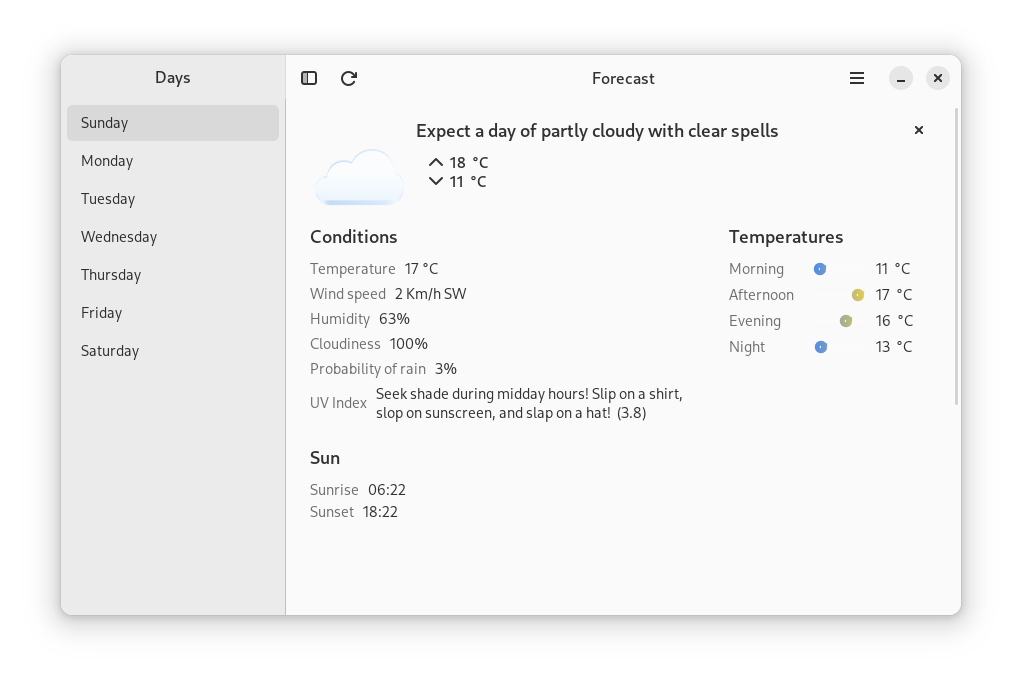 Days
Sunday
Monday
Tuesday
Wednesday
Thursday
Friday
Saturday
Forecast
Expect a day of partly cloudy with clear spells
18 °C
11 °C
Conditions
Temperature 17 °C
Wind speed 2 Km/h SW
Humidity 63%
Cloudiness 100%
Probability of rain 3%
UV Index Seek shade during midday hours! Slip on a shirt,
slop on sunscreen, and slap on a hat! (3.8)
Sun
Sunrise 06:22
Sunset 18:22
Temperatures
Morning 11 °C
Afternoon 17 °C
Evening 16 °C
Night 13 °C